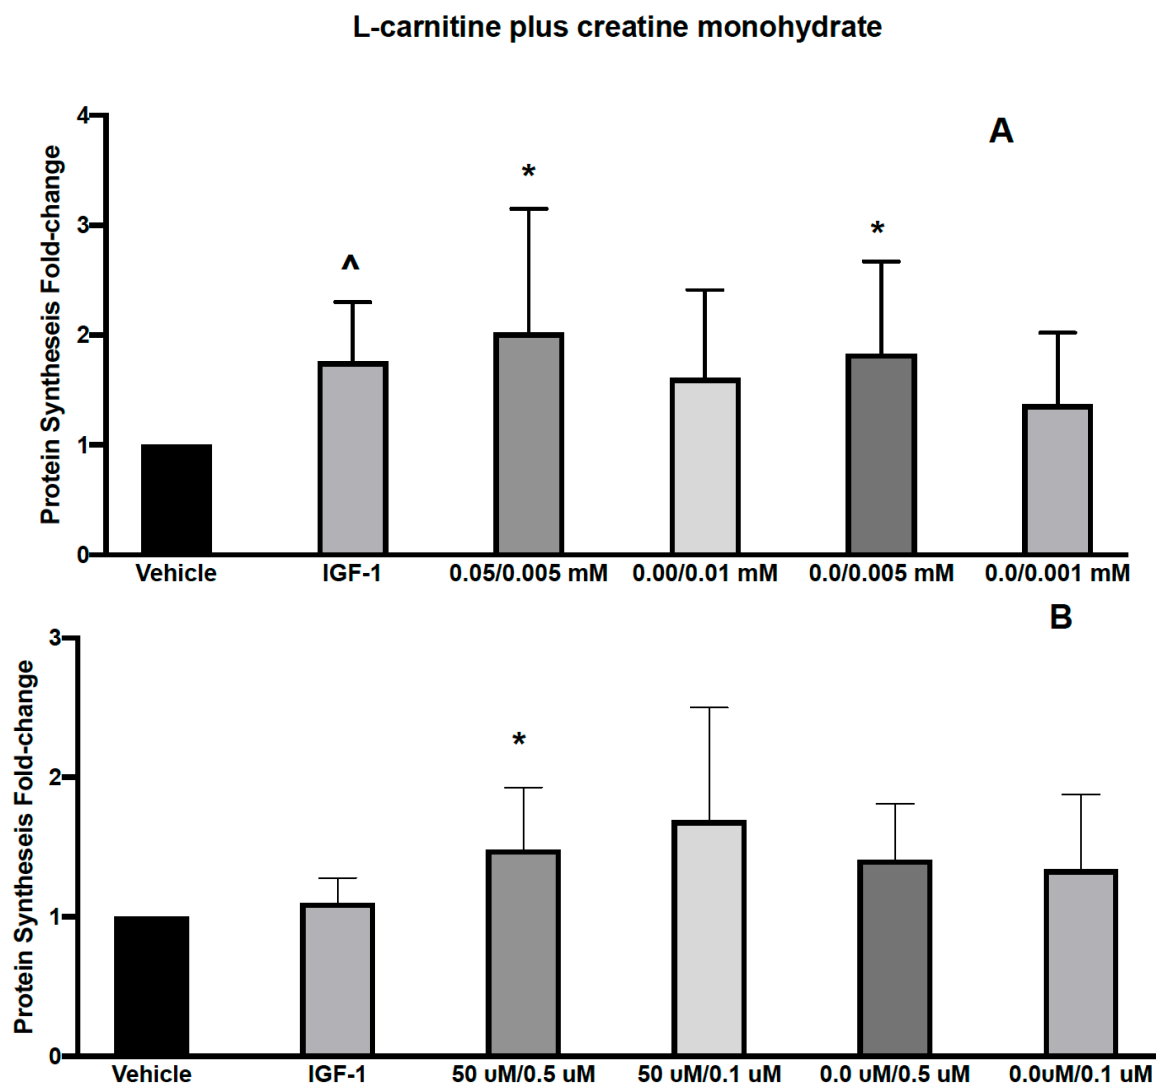 L-carnitine plus creatine monohydrate
A
Protein Syntheseis Fold-change
4
3
2
1
0
*
*
^
Vehicle IGF-1 0.05/0.005 mM 0.00/0.01 mM 0.0/0.005 mM 0.0/0.001 mM
B
Protein Syntheseis Fold-change
3
2
1
0
*
Vehicle IGF-1 50 uM/0.5 uM 50 uM/0.1 uM 0.0 uM/0.5 uM 0.0uM/0.1 uM